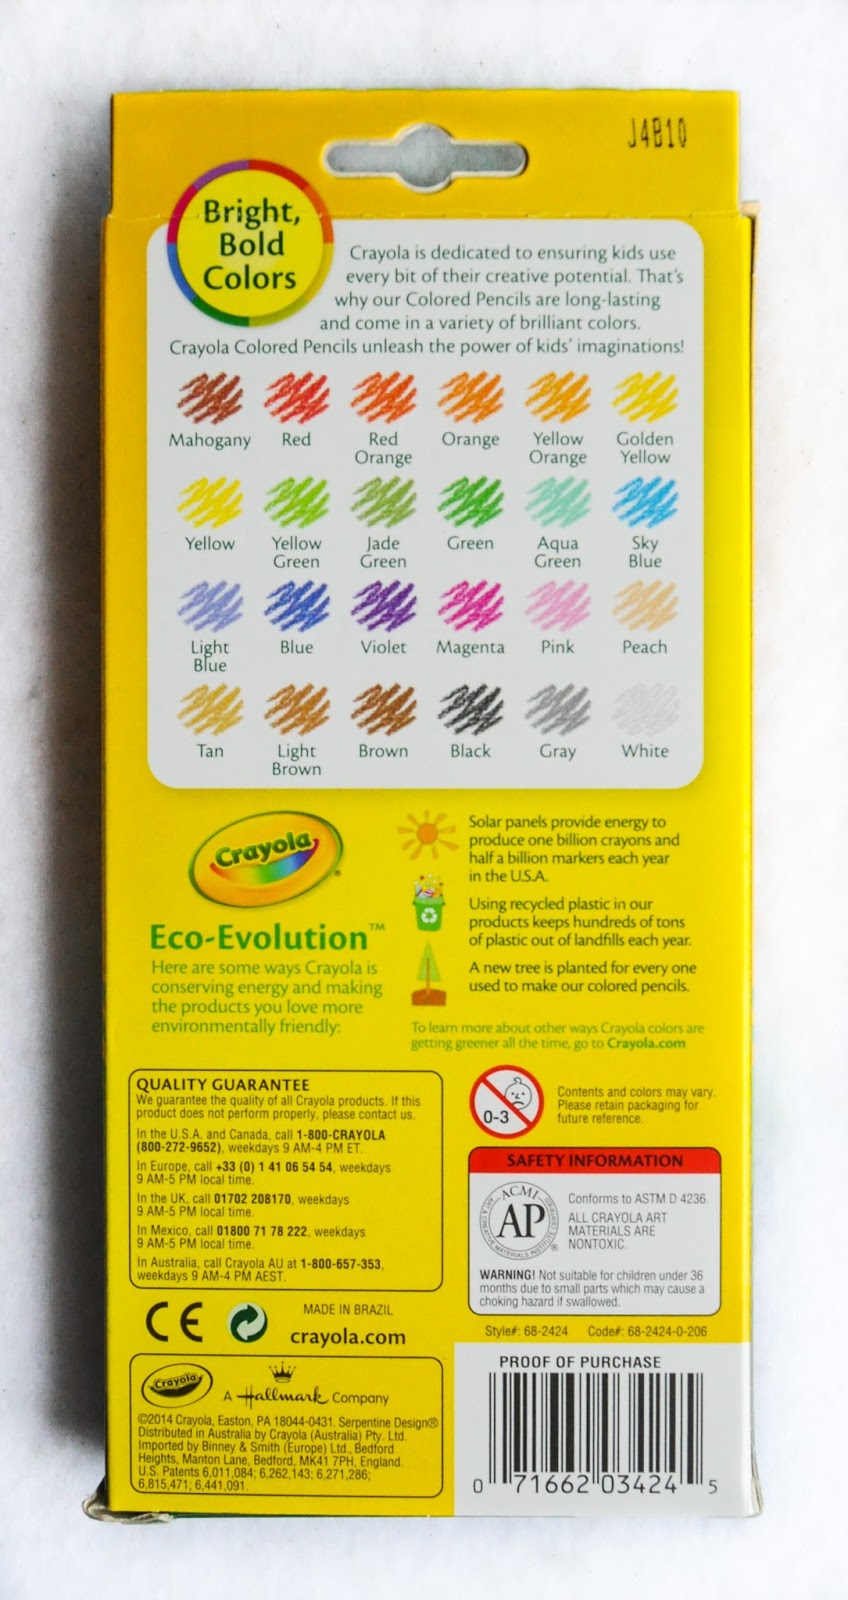 J4B10
Bright,
Bold
Colors
Crayola is dedicated to ensuring kids use
every bit of their creative potential. That's
why our Colored Pencils are long-lasting
and come in a variety of brilliant colors.
Crayola Colored Pencils unleash the power of kids' imaginations!
Mahogany Red Red Orange Yellow Golden
Orange Orange Yellow
Yellow Yellow Jade Green Aqua Sky
Green Green Green Blue
Light Blue Violet Magenta Pink Peach
Blue
Tan Light Brown Black Gray White
Brown
Crayola®
Eco-Evolution™
Here are some ways Crayola is
conserving energy and making
the products you love more
environmentally friendly:
Solar panels provide energy to
produce one billion crayons and
half a billion markers each year
in the U.S.A.
Using recycled plastic in our
products keeps hundreds of tons
of plastic out of landfills each year.
A new tree is planted for every one
used to make our colored pencils.
To learn more about other ways Crayola colors are
getting greener all the time, go to Crayola.com
QUALITY GUARANTEE
We guarantee the quality of all Crayola products. If this
product does not perform properly, please contact us.
In the U.S.A. and Canada, call 1-800-CRAYOLA
(800-272-9652), weekdays 9 AM-4 PM ET.
In Europe, call +33 (0) 1 41 06 54 54, weekdays
9 AM-5 PM local time.
In the UK, call 01702 208170, weekdays
9 AM-5 PM local time.
In Mexico, call 01800 71 78 222, weekdays
9 AM-5 PM local time.
In Australia, call Crayola AU at 1-800-657-353,
weekdays 9 AM-4 PM AEST.
0-3
Contents and colors may vary.
Please retain packaging for
future reference.
SAFETY INFORMATION
ACMI
AP
ART & CREATIVE MATERIALS INSTITUTE CERTIFIED
®
Conforms to ASTM D 4236.
ALL CRAYOLA ART
MATERIALS ARE
NONTOXIC.
WARNING! Not suitable for children under 36
months due to small parts which may cause a
choking hazard if swallowed.
CE
MADE IN BRAZIL
crayola.com
Style#: 68-2424 Code#: 68-2424-0-206
Crayola
A Hallmark Company
©2014 Crayola, Easton, PA 18044-0431. Serpentine Design®
Distributed in Australia by Crayola (Australia) Pty. Ltd.
Imported by Binney & Smith (Europe) Ltd., Bedford
Heights, Manton Lane, Bedford, MK41 7PH, England.
U.S. Patents 6,011,084; 6,262,143; 6,271,286;
6,815,471; 6,441,091.
PROOF OF PURCHASE
0 71662 03424 5